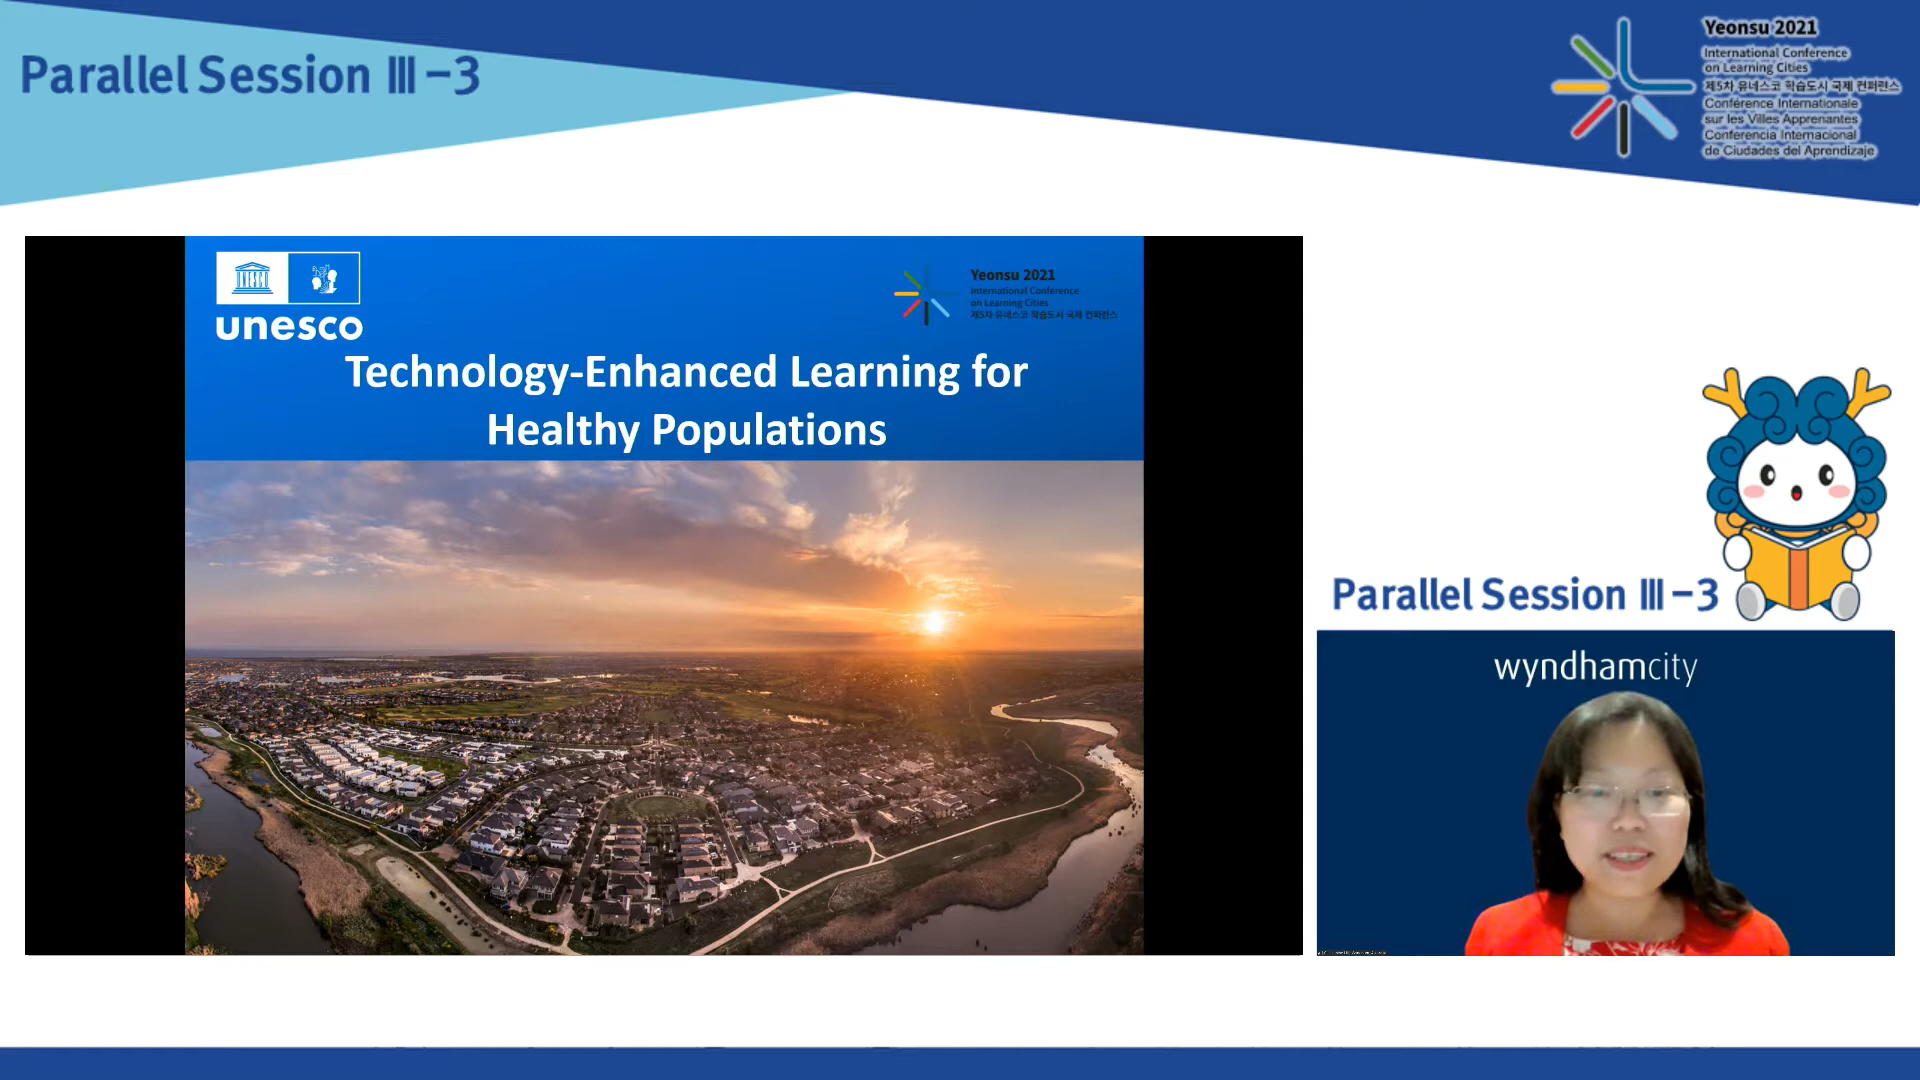 Parallel Session Ⅲ-3
Yeonsu 2021
International Conference
on Learning Cities
제5차 유네스코 학습도시 국제 컨퍼런스
Conférence Internationale
sur les Villes Apprenantes
Conferencia Internacional
de Ciudades del Aprendizaje
unesco
Yeonsu 2021
International Conference
on Learning Cities
제5차 유네스코 학습도시 국제 컨퍼런스
Technology-Enhanced Learning for
Healthy Populations
Parallel Session Ⅲ-3
wyndhamcity